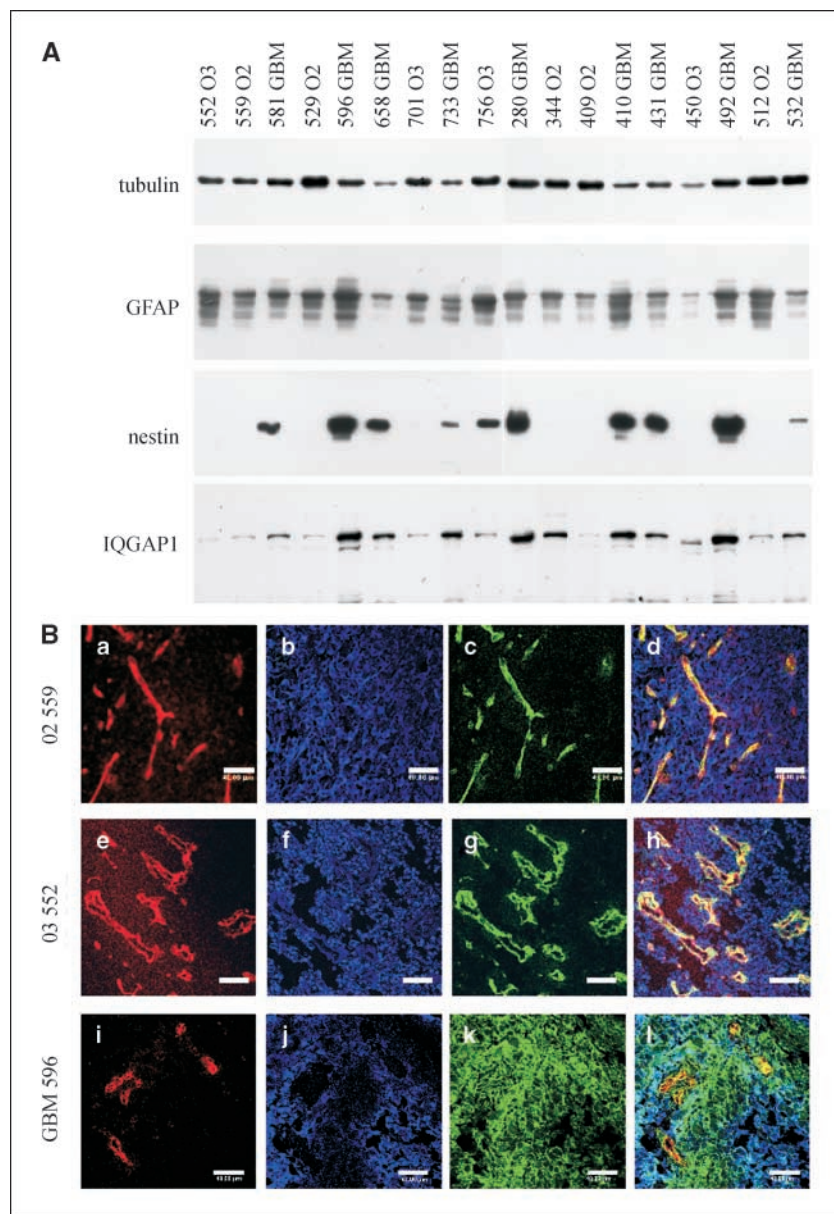 A
552 O3
559 O2
581 GBM
529 O2
596 GBM
658 GBM
701 O3
733 GBM
756 O3
280 GBM
344 O2
409 O2
410 GBM
431 GBM
450 O3
492 GBM
512 O2
532 GBM
tubulin
GFAP
nestin
IQGAP1
B
02 559
a
b
c
d
03 552
e
f
g
h
GBM 596
i
j
k
l